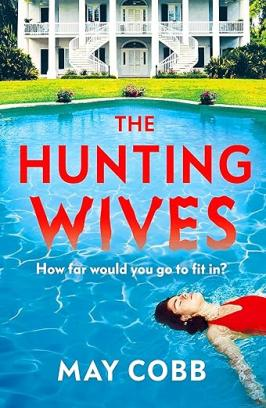 THE
HUNTING
WIVES
How far would you go to fit in?
MAY COBB